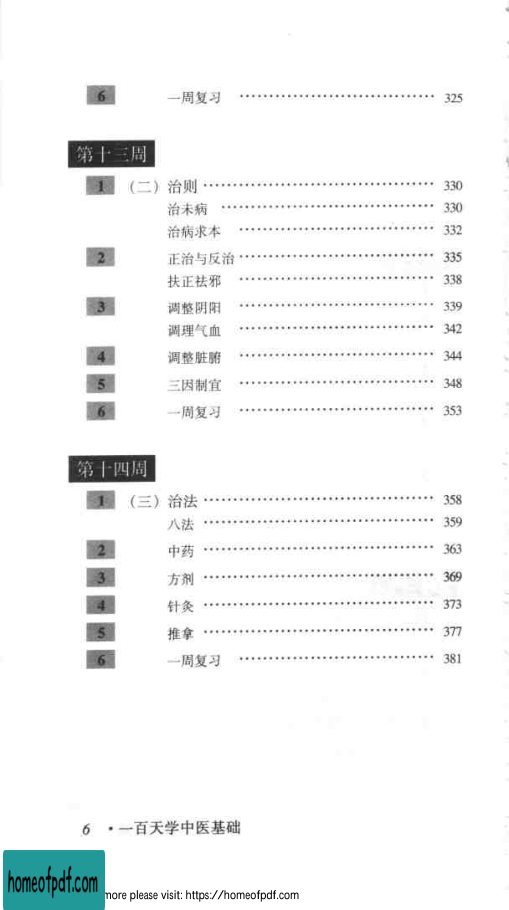 6 一周复习 …………………………… 325
第十三周
1 (二) 治则 …………………………… 330
治未病 …………………………… 330
治病求本 …………………………… 332
2 正治与反治 …………………………… 335
扶正祛邪 …………………………… 338
3 调整阴阳 …………………………… 339
调理气血 …………………………… 342
4 调整脏腑 …………………………… 344
5 三因制宜 …………………………… 348
6 一周复习 …………………………… 353
第十四周
1 (三) 治法 …………………………… 358
八法 …………………………… 359
2 中药 …………………………… 363
3 方剂 …………………………… 369
4 针灸 …………………………… 373
5 推拿 …………………………… 377
6 一周复习 …………………………… 381
6 ·一百天学中医基础
homeofpdf.com
more please visit: https://homeofpdf.com